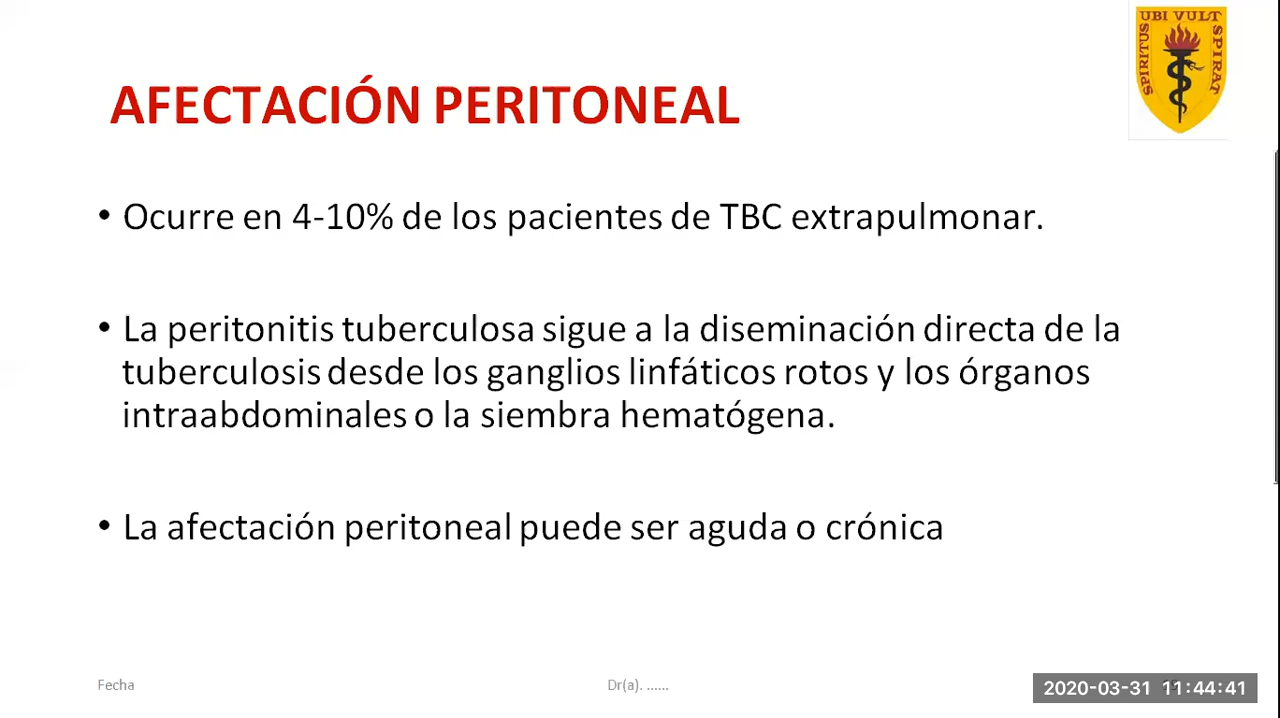 SPIRITUS UBI VULT SPIRAT
AFECTACIÓN PERITONEAL
• Ocurre en 4-10% de los pacientes de TBC extrapulmonar.
• La peritonitis tuberculosa sigue a la diseminación directa de la
tuberculosis desde los ganglios linfáticos rotos y los órganos
intraabdominales o la siembra hematógena.
• La afectación peritoneal puede ser aguda o crónica
Fecha
Dr(a). ......
2020-03-31 11:44:41